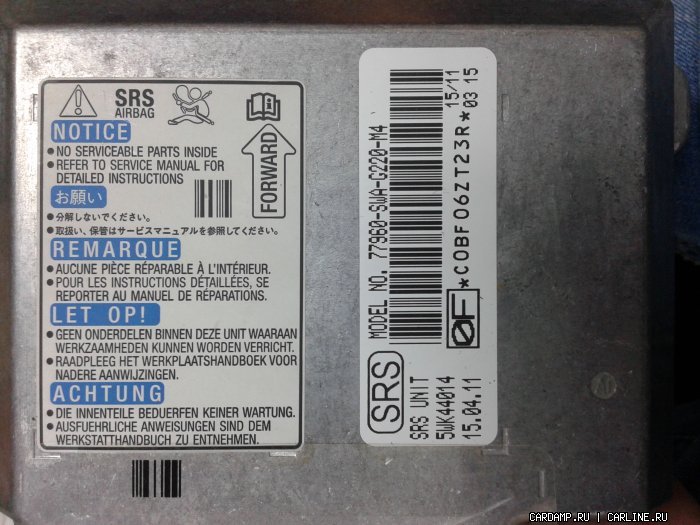 SRS
AIRBAG
NOTICE
● NO SERVICEABLE PARTS INSIDE
● REFER TO SERVICE MANUAL FOR
DETAILED INSTRUCTIONS
FORWARD
お願い
● 分解しないでください。
● 取扱い、保管はサービスマニュアルを参照してください。
REMARQUE
● AUCUNE PIÈCE RÉPARABLE À L'INTÉRIEUR.
● POUR LES INSTRUCTIONS DÉTAILLÉES, SE
REPORTER AU MANUEL DE RÉPARATIONS.
LET OP!
● GEEN ONDERDELEN BINNEN DEZE UNIT WAARAAN
WERKZAAMHEDEN KUNNEN WORDEN VERRICHT.
● RAADPLEEG HET WERKPLAATSHANDBOEK VOOR
NADERE AANWIJZINGEN.
ACHTUNG
● DIE INNENTEILE BEDUERFEN KEINER WARTUNG.
● AUSFUEHRLICHE ANWEISUNGEN SIND DEM
WERKSTATTHANDBUCH ZU ENTNEHMEN.
SRS
MODEL NO. 77960-SWA-G220-M4
SRS UNIT
5WK44014
15.04.11
0F
15/11
*COBF06ZT23R*03 15
CARDAMP.RU | CARLINE.RU